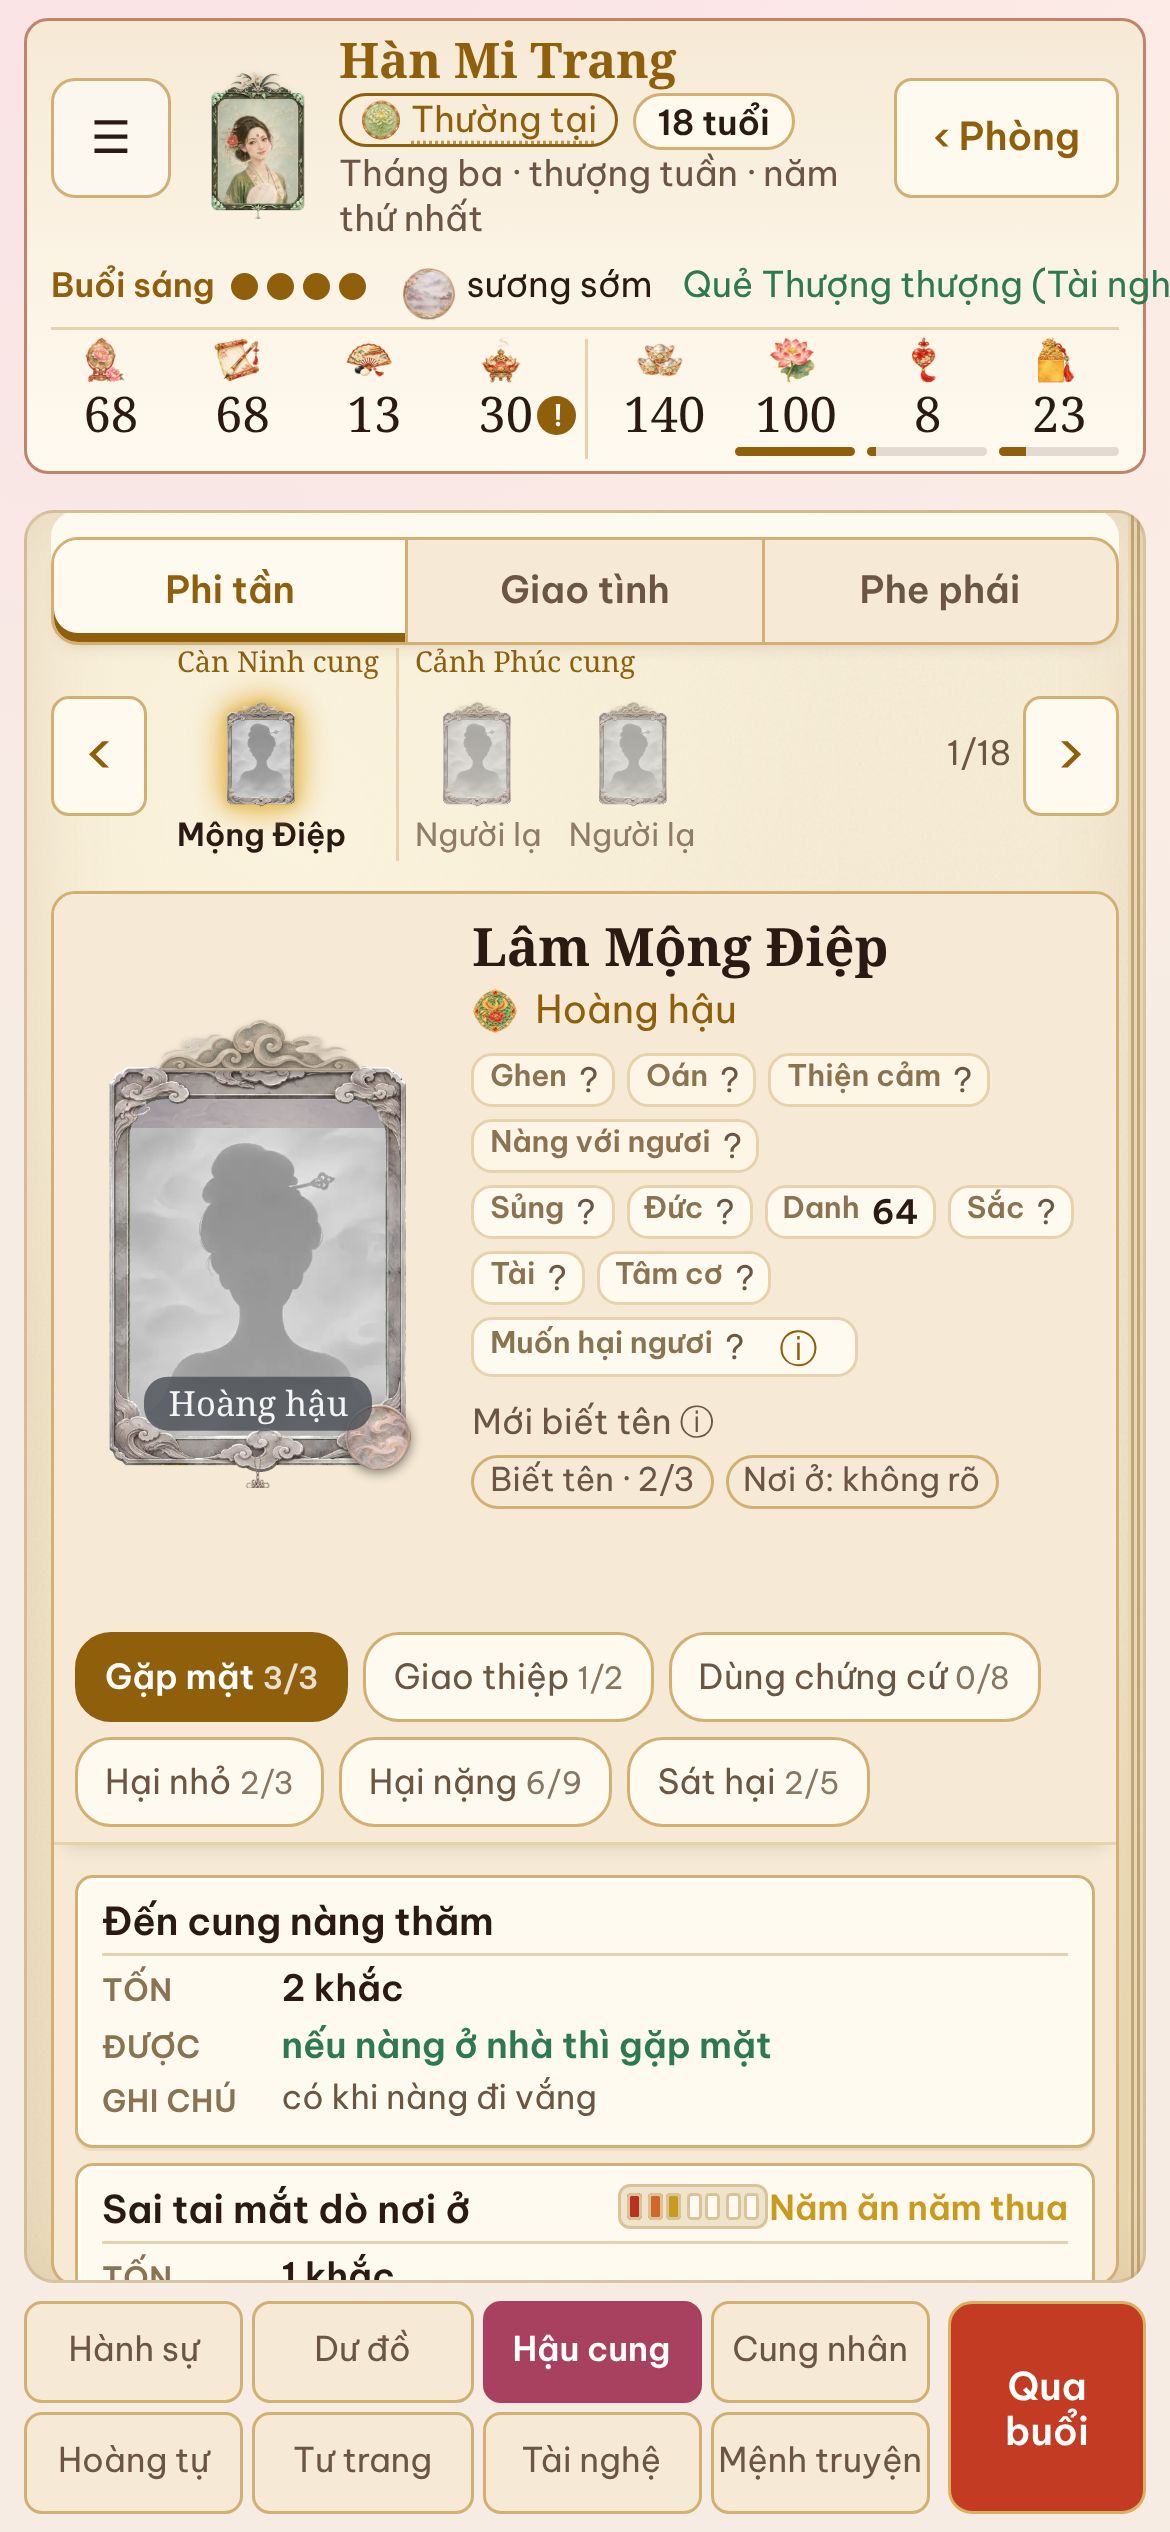 Hàn Mi Trang
☰
Thường tại
18 tuổi
‹ Phòng
Tháng ba · thượng tuần · năm
thứ nhất
Buổi sáng
sương sớm
Quẻ Thượng thượng (Tài ngh
68 68 13 30 ! 140 100 8 23
Phi tần
Giao tình
Phe phái
Càn Ninh cung
Cảnh Phúc cung
‹
1/18
›
Mộng Điệp
Người lạ
Người lạ
Lâm Mộng Điệp
Hoàng hậu
Ghen ?
Oán ?
Thiện cảm ?
Nàng với ngươi ?
Sủng ?
Đức ?
Danh 64
Sắc ?
Tài ?
Tâm cơ ?
Muốn hại ngươi ? ⓘ
Hoàng hậu
Mới biết tên ⓘ
Biết tên · 2/3
Nơi ở: không rõ
Gặp mặt 3/3
Giao thiệp 1/2
Dùng chứng cứ 0/8
Hại nhỏ 2/3
Hại nặng 6/9
Sát hại 2/5
Đến cung nàng thăm
TỐN 2 khắc
ĐƯỢC nếu nàng ở nhà thì gặp mặt
GHI CHÚ có khi nàng đi vắng
Sai tai mắt dò nơi ở
Năm ăn năm thua
TỐN 1 khắc
Hành sự
Dư đồ
Hậu cung
Cung nhân
Qua
buổi
Hoàng tự
Tư trang
Tài nghệ
Mệnh truyện